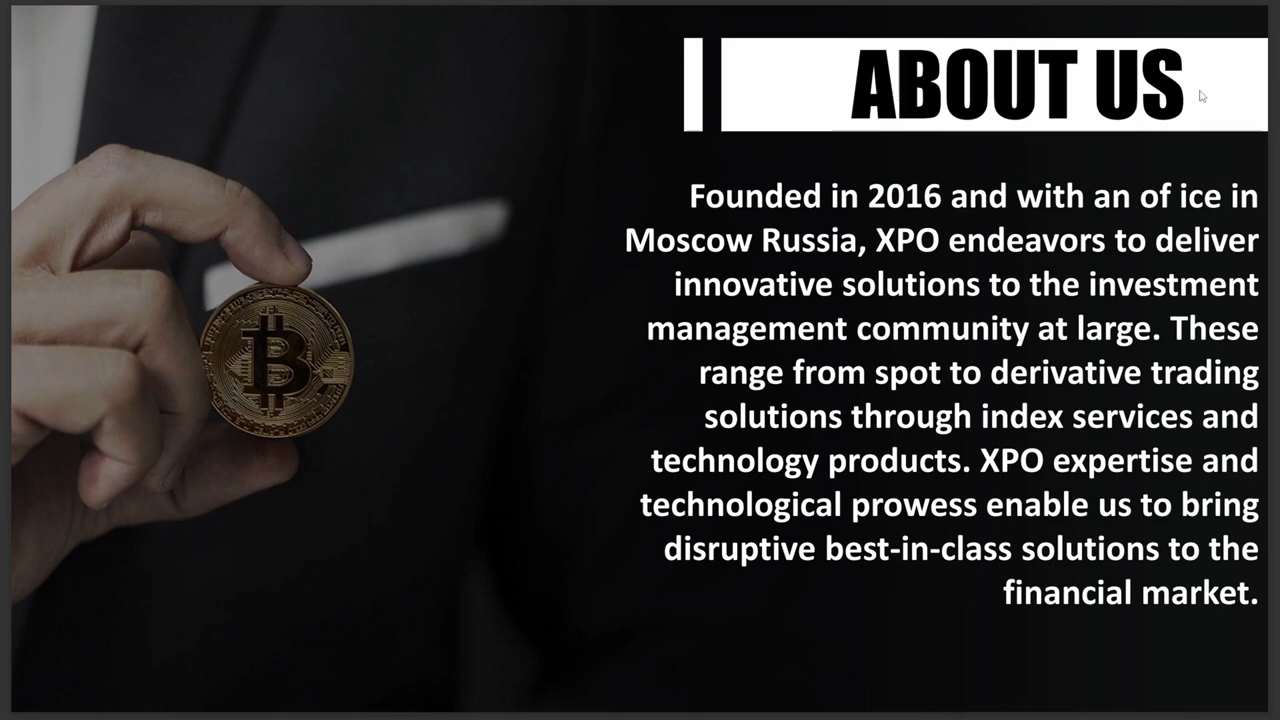 ABOUT US
Founded in 2016 and with an of ice in
Moscow Russia, XPO endeavors to deliver
innovative solutions to the investment
management community at large. These
range from spot to derivative trading
solutions through index services and
technology products. XPO expertise and
technological prowess enable us to bring
disruptive best-in-class solutions to the
financial market.